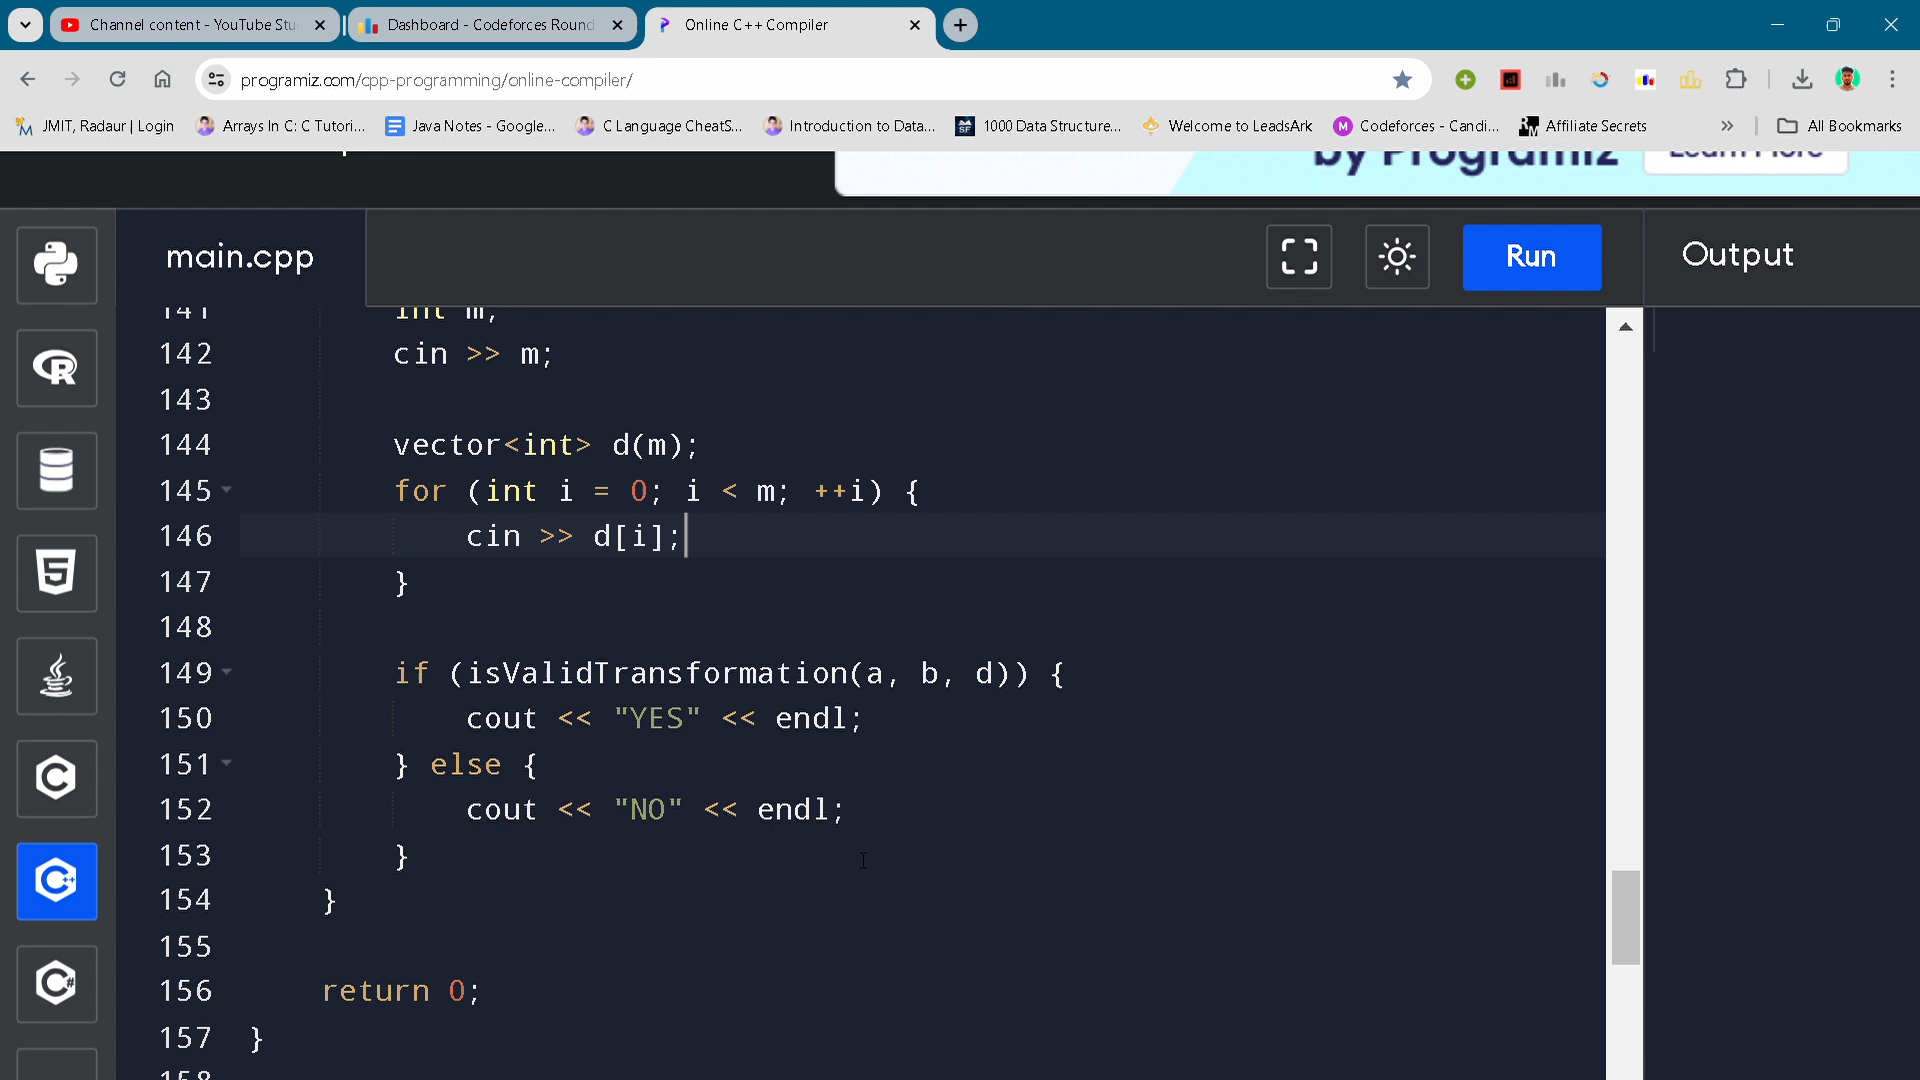 Channel content - YouTube Stu
Dashboard - Codeforces Round
Online C++ Compiler
programiz.com/cpp-programming/online-compiler/
JMIT, Radaur | Login
Arrays In C: C Tutori...
Java Notes - Google...
C Language CheatS...
Introduction to Data...
1000 Data Structure...
Welcome to LeadsArk
Codeforces - Candi...
Affiliate Secrets
All Bookmarks
by Programiz
Learn More
main.cpp
Run
Output
141 int m;
142 cin >> m;
143
144 vector<int> d(m);
145 for (int i = 0; i < m; ++i) {
146 cin >> d[i];
147 }
148
149 if (isValidTransformation(a, b, d)) {
150 cout << "YES" << endl;
151 } else {
152 cout << "NO" << endl;
153 }
154 }
155
156 return 0;
157 }
158